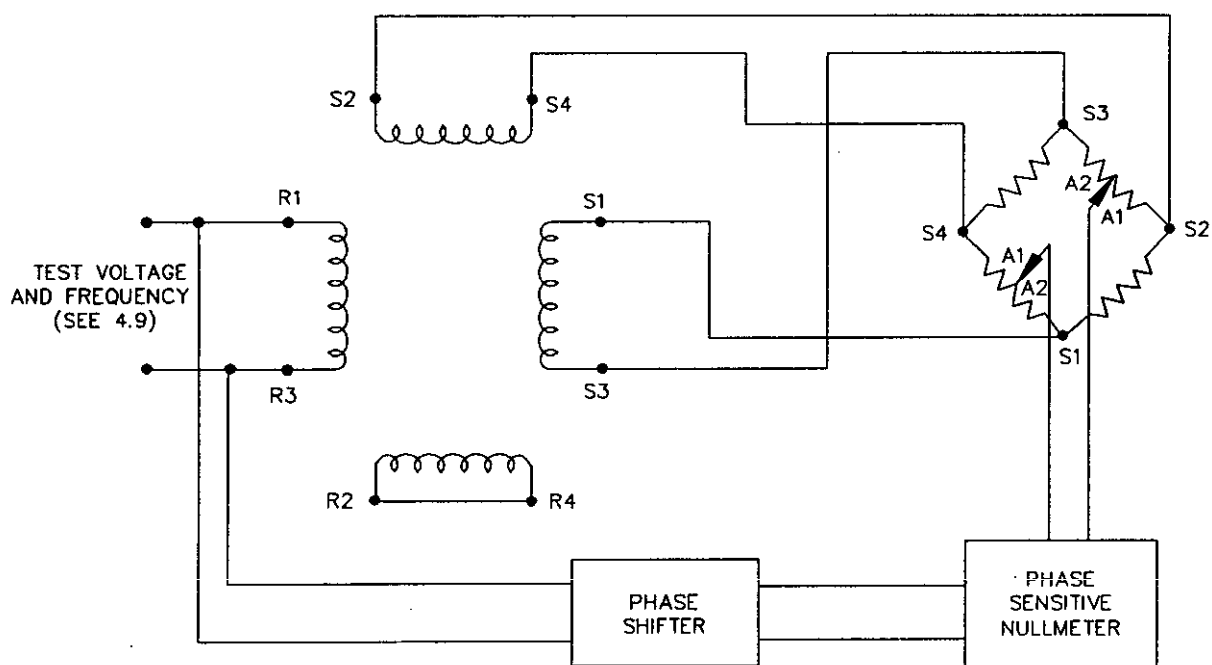 S2
S4
S3
R1
S1
A2
A1
S4
S2
A1
A2
TEST VOLTAGE
AND FREQUENCY
(SEE 4.9)
S1
R3
S3
R2
R4
PHASE
SHIFTER
PHASE
SENSITIVE
NULLMETER